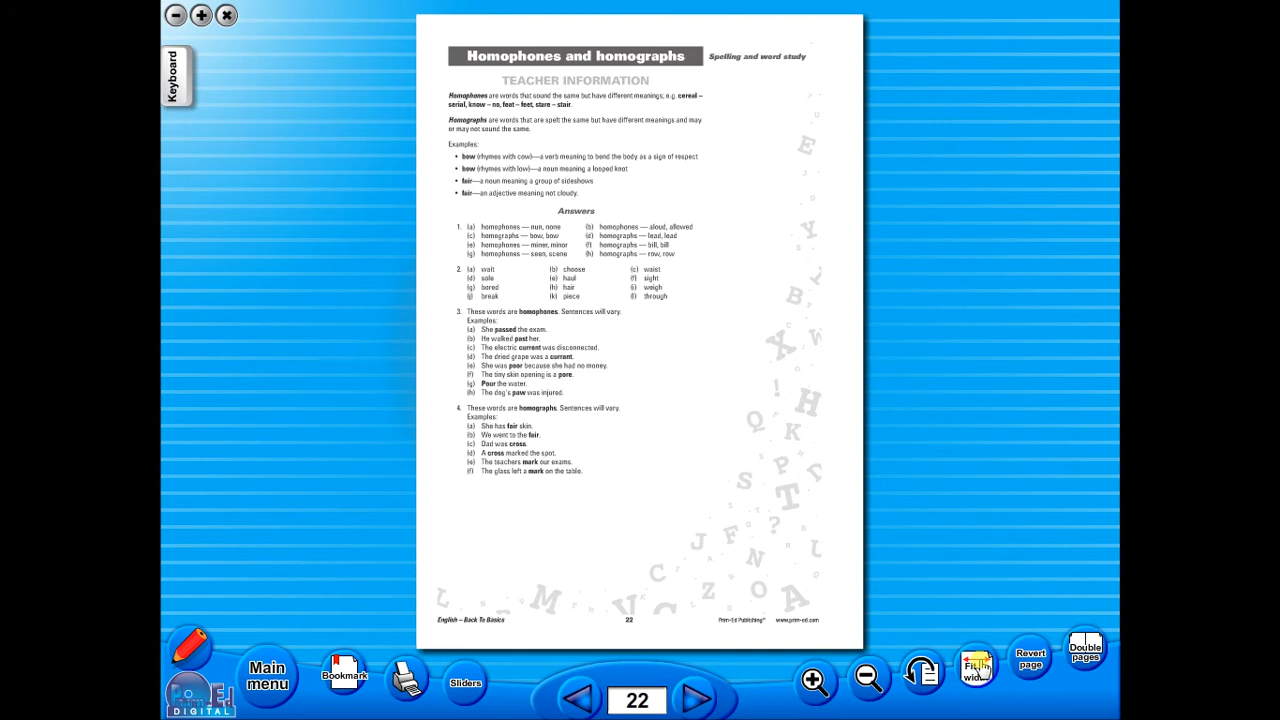 Keyboard
Homophones and homographs
Spelling and word study
TEACHER INFORMATION
Homophones are words that sound the same but have different meanings; e.g. cereal –
serial, know – no, feat – feet, stare – stair.
Homographs are words that are spelt the same but have different meanings and may
or may not sound the same.
Examples:
• bow (rhymes with cow)—a verb meaning to bend the body as a sign of respect
• bow (rhymes with low)—a noun meaning a looped knot
• fair—a noun meaning a group of sideshows
• fair—an adjective meaning not cloudy.
Answers
1. (a) homophones — nun, none (b) homophones — aloud, allowed
(c) homographs — bow, bow (d) homographs — lead, lead
(e) homophones — miner, minor (f) homographs — bill, bill
(g) homophones — seen, scene (h) homographs — row, row
2. (a) wait (b) choose (c) waist
(d) sole (e) haul (f) sight
(g) bored (h) hair (i) weigh
(j) break (k) piece (l) through
3. These words are homophones. Sentences will vary.
Examples:
(a) She passed the exam.
(b) He walked past her.
(c) The electric current was disconnected.
(d) The dried grape was a currant.
(e) She was poor because she had no money.
(f) The tiny skin opening is a pore.
(g) Pour the water.
(h) The dog's paw was injured.
4. These words are homographs. Sentences will vary.
Examples:
(a) She has fair skin.
(b) We went to the fair.
(c) Dad was cross.
(d) A cross marked the spot.
(e) The teachers mark our exams.
(f) The glass left a mark on the table.
English – Back To Basics 22 Prim-Ed Publishing™ www.prim-ed.com
Main
menu
Bookmark
Sliders
22
Fit in
width
Revert
page
Double
pages
DIGITAL